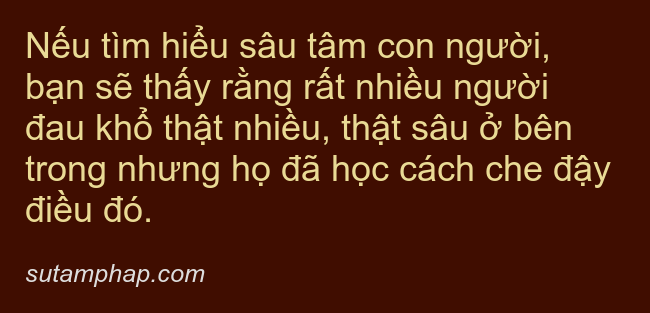 Nếu tìm hiểu sâu tâm con người,
bạn sẽ thấy rằng rất nhiều người
đau khổ thật nhiều, thật sâu ở bên
trong nhưng họ đã học cách che đậy
điều đó.
sutamphap.com